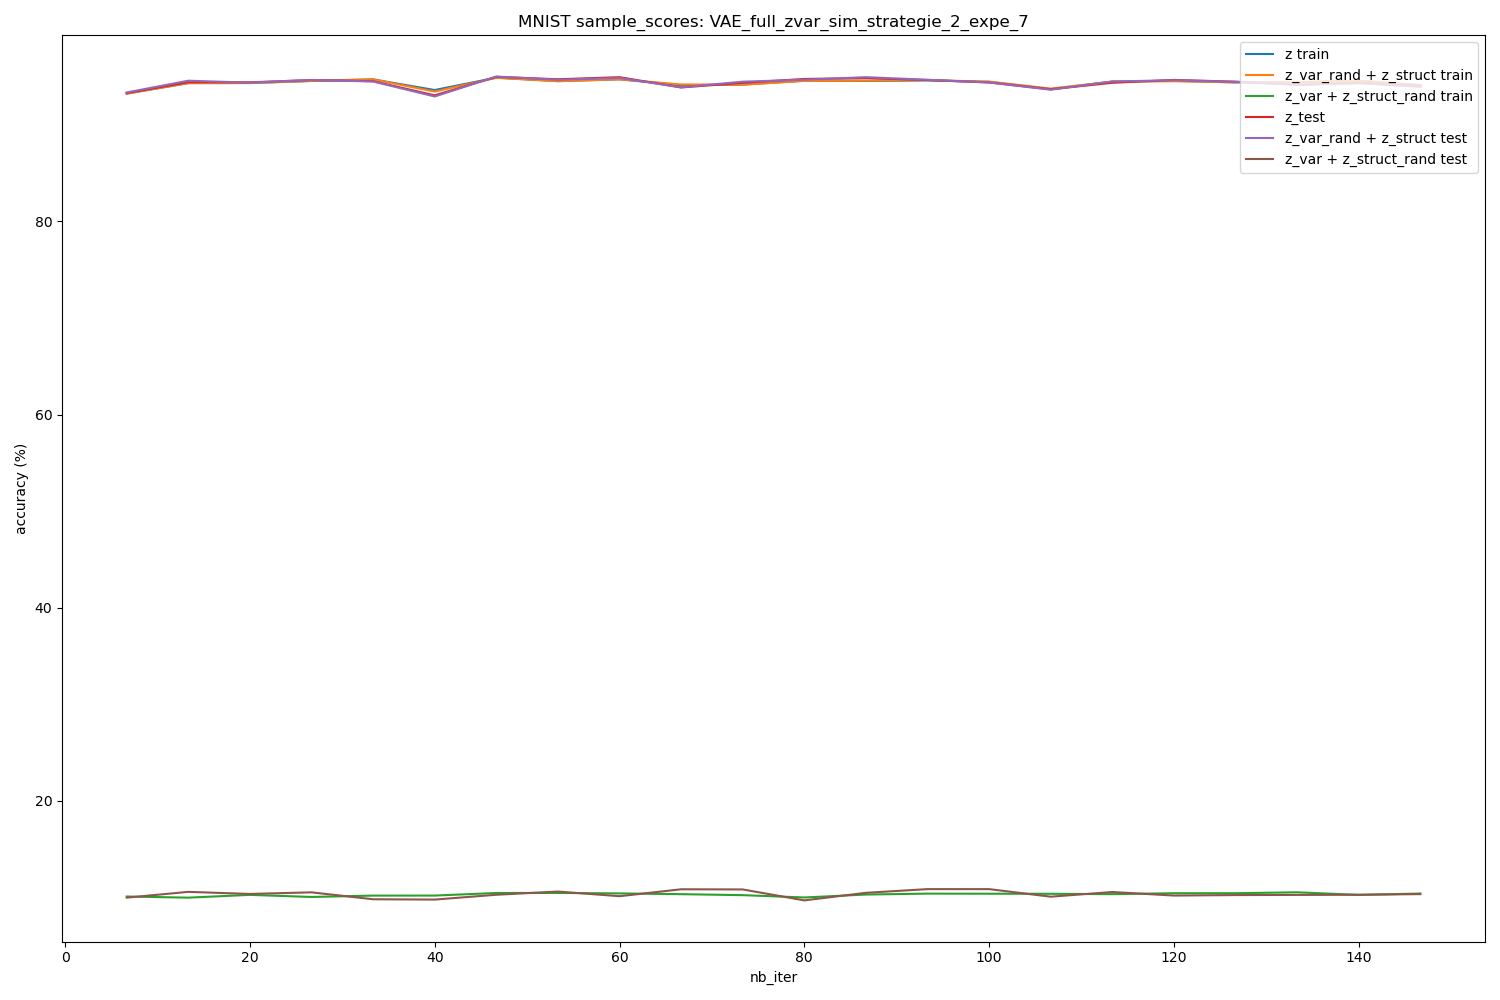 MNIST sample_scores: VAE_full_zvar_sim_strategie_2_expe_7
z train
z_var_rand + z_struct train
z_var + z_struct_rand train
z_test
z_var_rand + z_struct test
z_var + z_struct_rand test
accuracy (%)
80
60
40
20
0 20 40 60 80 100 120 140
nb_iter